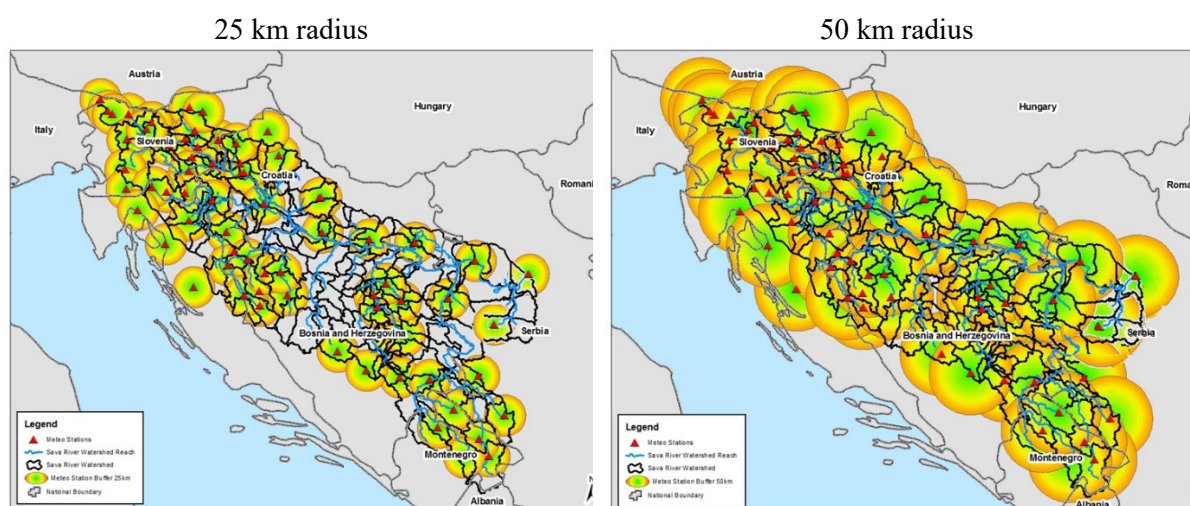 25 km radius
50 km radius
Austria
Hungary
Italy
Slovenia
Croatia
Romani
Bosnia and Herzegovina
Serbia
Montenegro
Albania
N
Legend
Meteo Stations
Sava River Watershed Reach
Sava River Watershed
Meteo Station Buffer 25km
National Boundary
Austria
Hungary
Italy
Slovenia
Croatia
Roma
Bosnia and Herzegovina
Serbia
Montenegro
Albania
Legend
Meteo Stations
Sava River Watershed Reach
Sava River Watershed
Meteo Station Buffer 50km
National Boundary